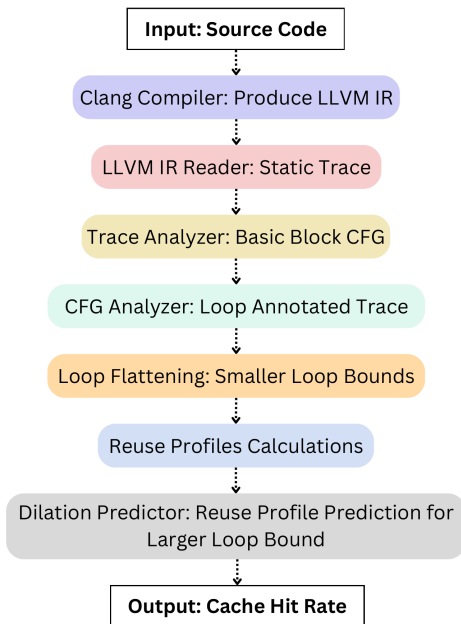 Input: Source Code
Clang Compiler: Produce LLVM IR
LLVM IR Reader: Static Trace
Trace Analyzer: Basic Block CFG
CFG Analyzer: Loop Annotated Trace
Loop Flattening: Smaller Loop Bounds
Reuse Profiles Calculations
Dilation Predictor: Reuse Profile Prediction for
Larger Loop Bound
Output: Cache Hit Rate